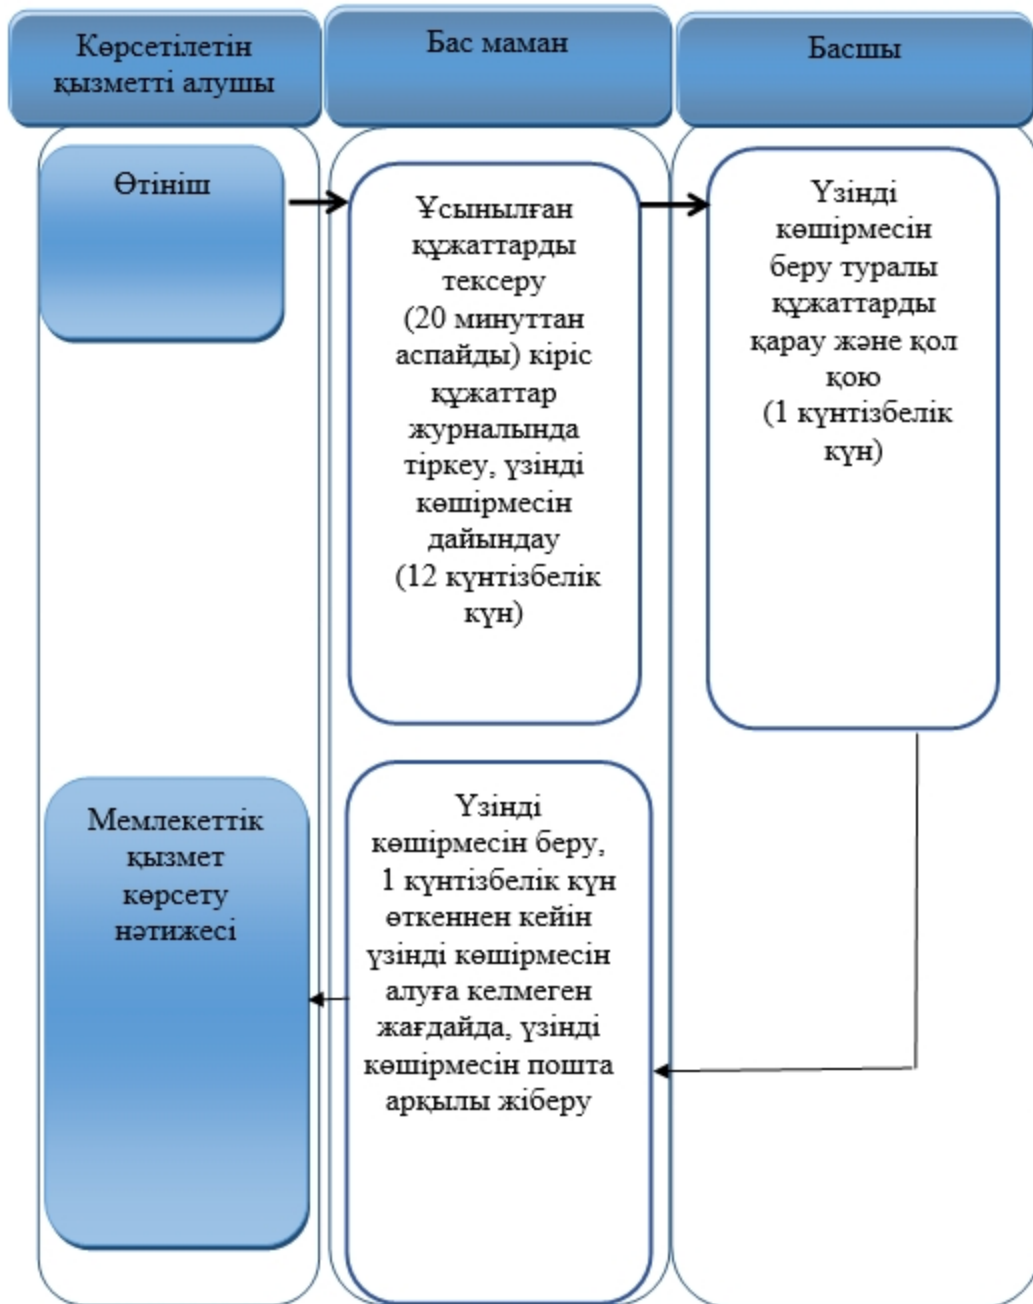 Көрсетілетін
қызметті алушы
Бас маман
Басшы
Өтініш
Ұсынылған
құжаттарды
тексеру
(20 минуттан
аспайды) кіріс
құжаттар
журналында
тіркеу, үзінді
көшірмесін
дайындау
(12 күнтізбелік
күн)
Үзінді
көшірмесін
беру туралы
құжаттарды
қарау және қол
қою
(1 күнтізбелік
күн)
Мемлекеттік
қызмет
көрсету
нәтижесі
Үзінді
көшірмесін беру,
1 күнтізбелік күн
өткеннен кейін
үзінді көшірмесін
алуға келмеген
жағдайда, үзінді
көшірмесін пошта
арқылы жіберу